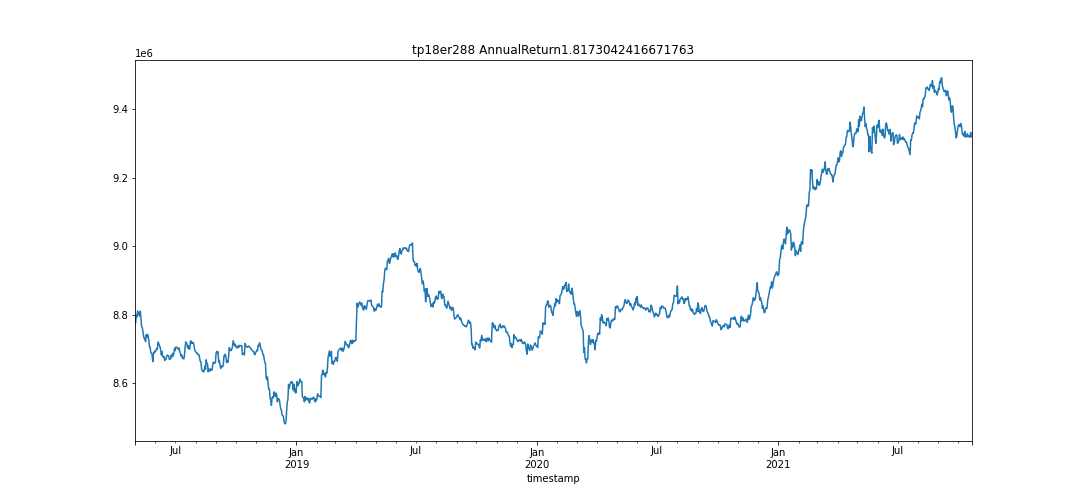 tp18er288 AnnualReturn1.8173042416671763
1e6
9.4
9.2
9.0
8.8
8.6
Jul Jan Jul Jan Jul Jan Jul
2019 2020 2021
timestamp